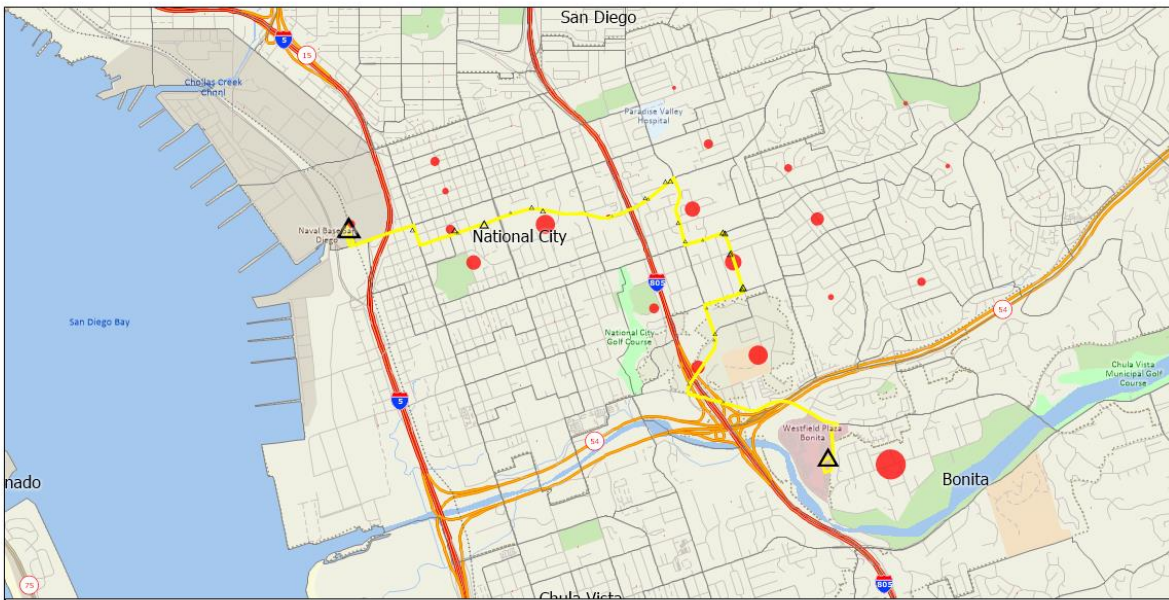 San Diego
5
15
Chollas Creek
Chnnl
Paradise Valley
Hospital
Naval Base San
Diego
National City
805
San Diego Bay
54
National City
Golf Course
Chula Vista
Municipal Golf
Course
5
Westfield Plaza
Bonita
54
nado
Bonita
75
805
Chula Vista